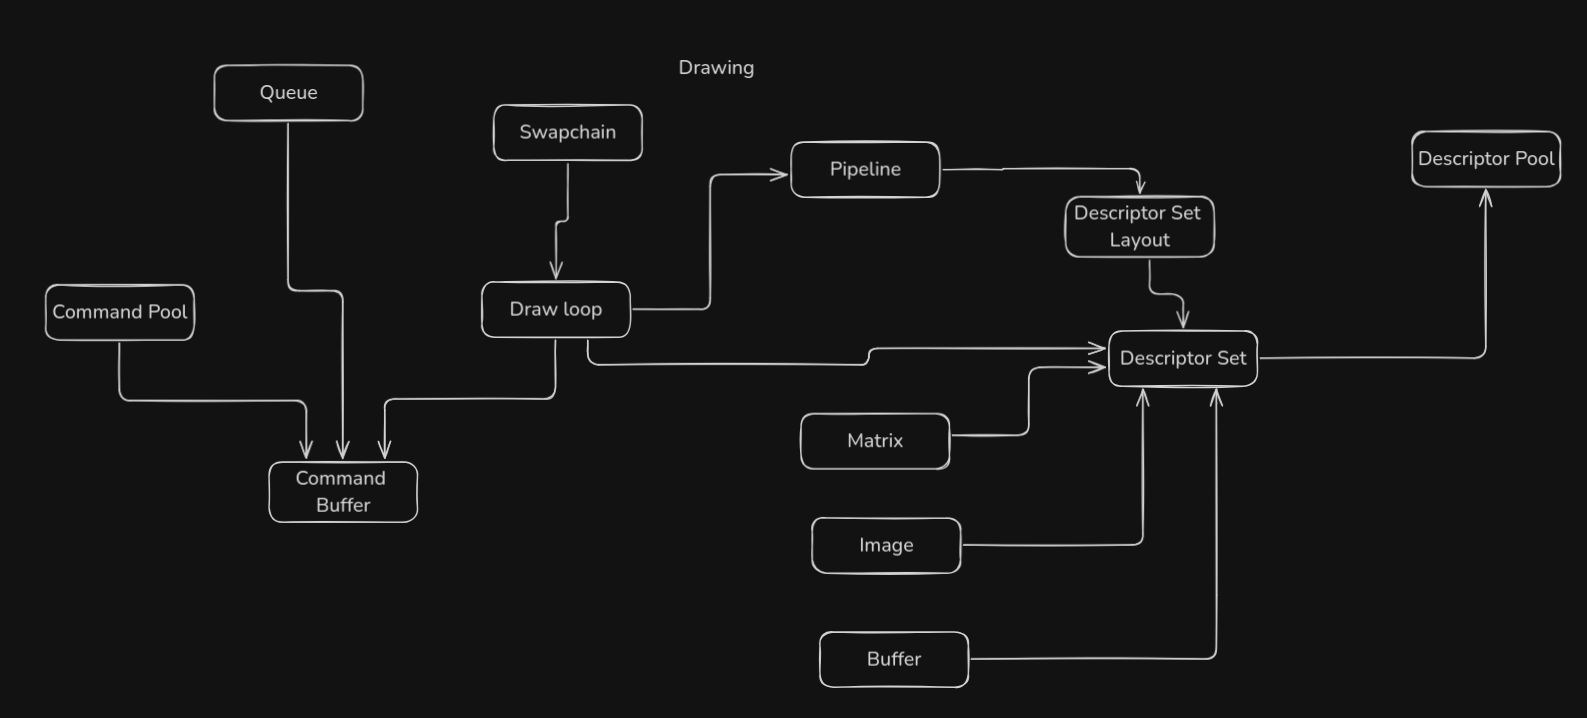 Drawing
Queue
Swapchain
Pipeline
Descriptor Pool
Descriptor Set
Layout
Command Pool
Draw loop
Descriptor Set
Matrix
Command
Buffer
Image
Buffer